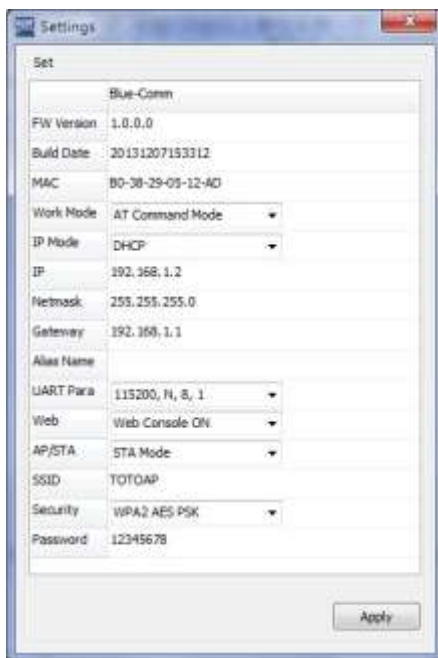 Settings
Set
Blue-Comm
FW Version 1.0.0.0
Build Date 20131207153312
MAC B0-38-29-05-12-AD
Work Mode AT Command Mode
IP Mode DHCP
IP 192.168.1.2
Netmask 255.255.255.0
Gateway 192.168.1.1
Alias Name
UART Para 115200, N, 8, 1
Web Web Console ON
AP/STA STA Mode
SSID TOTOAP
Security WPA2 AES PSK
Password 12345678
Apply